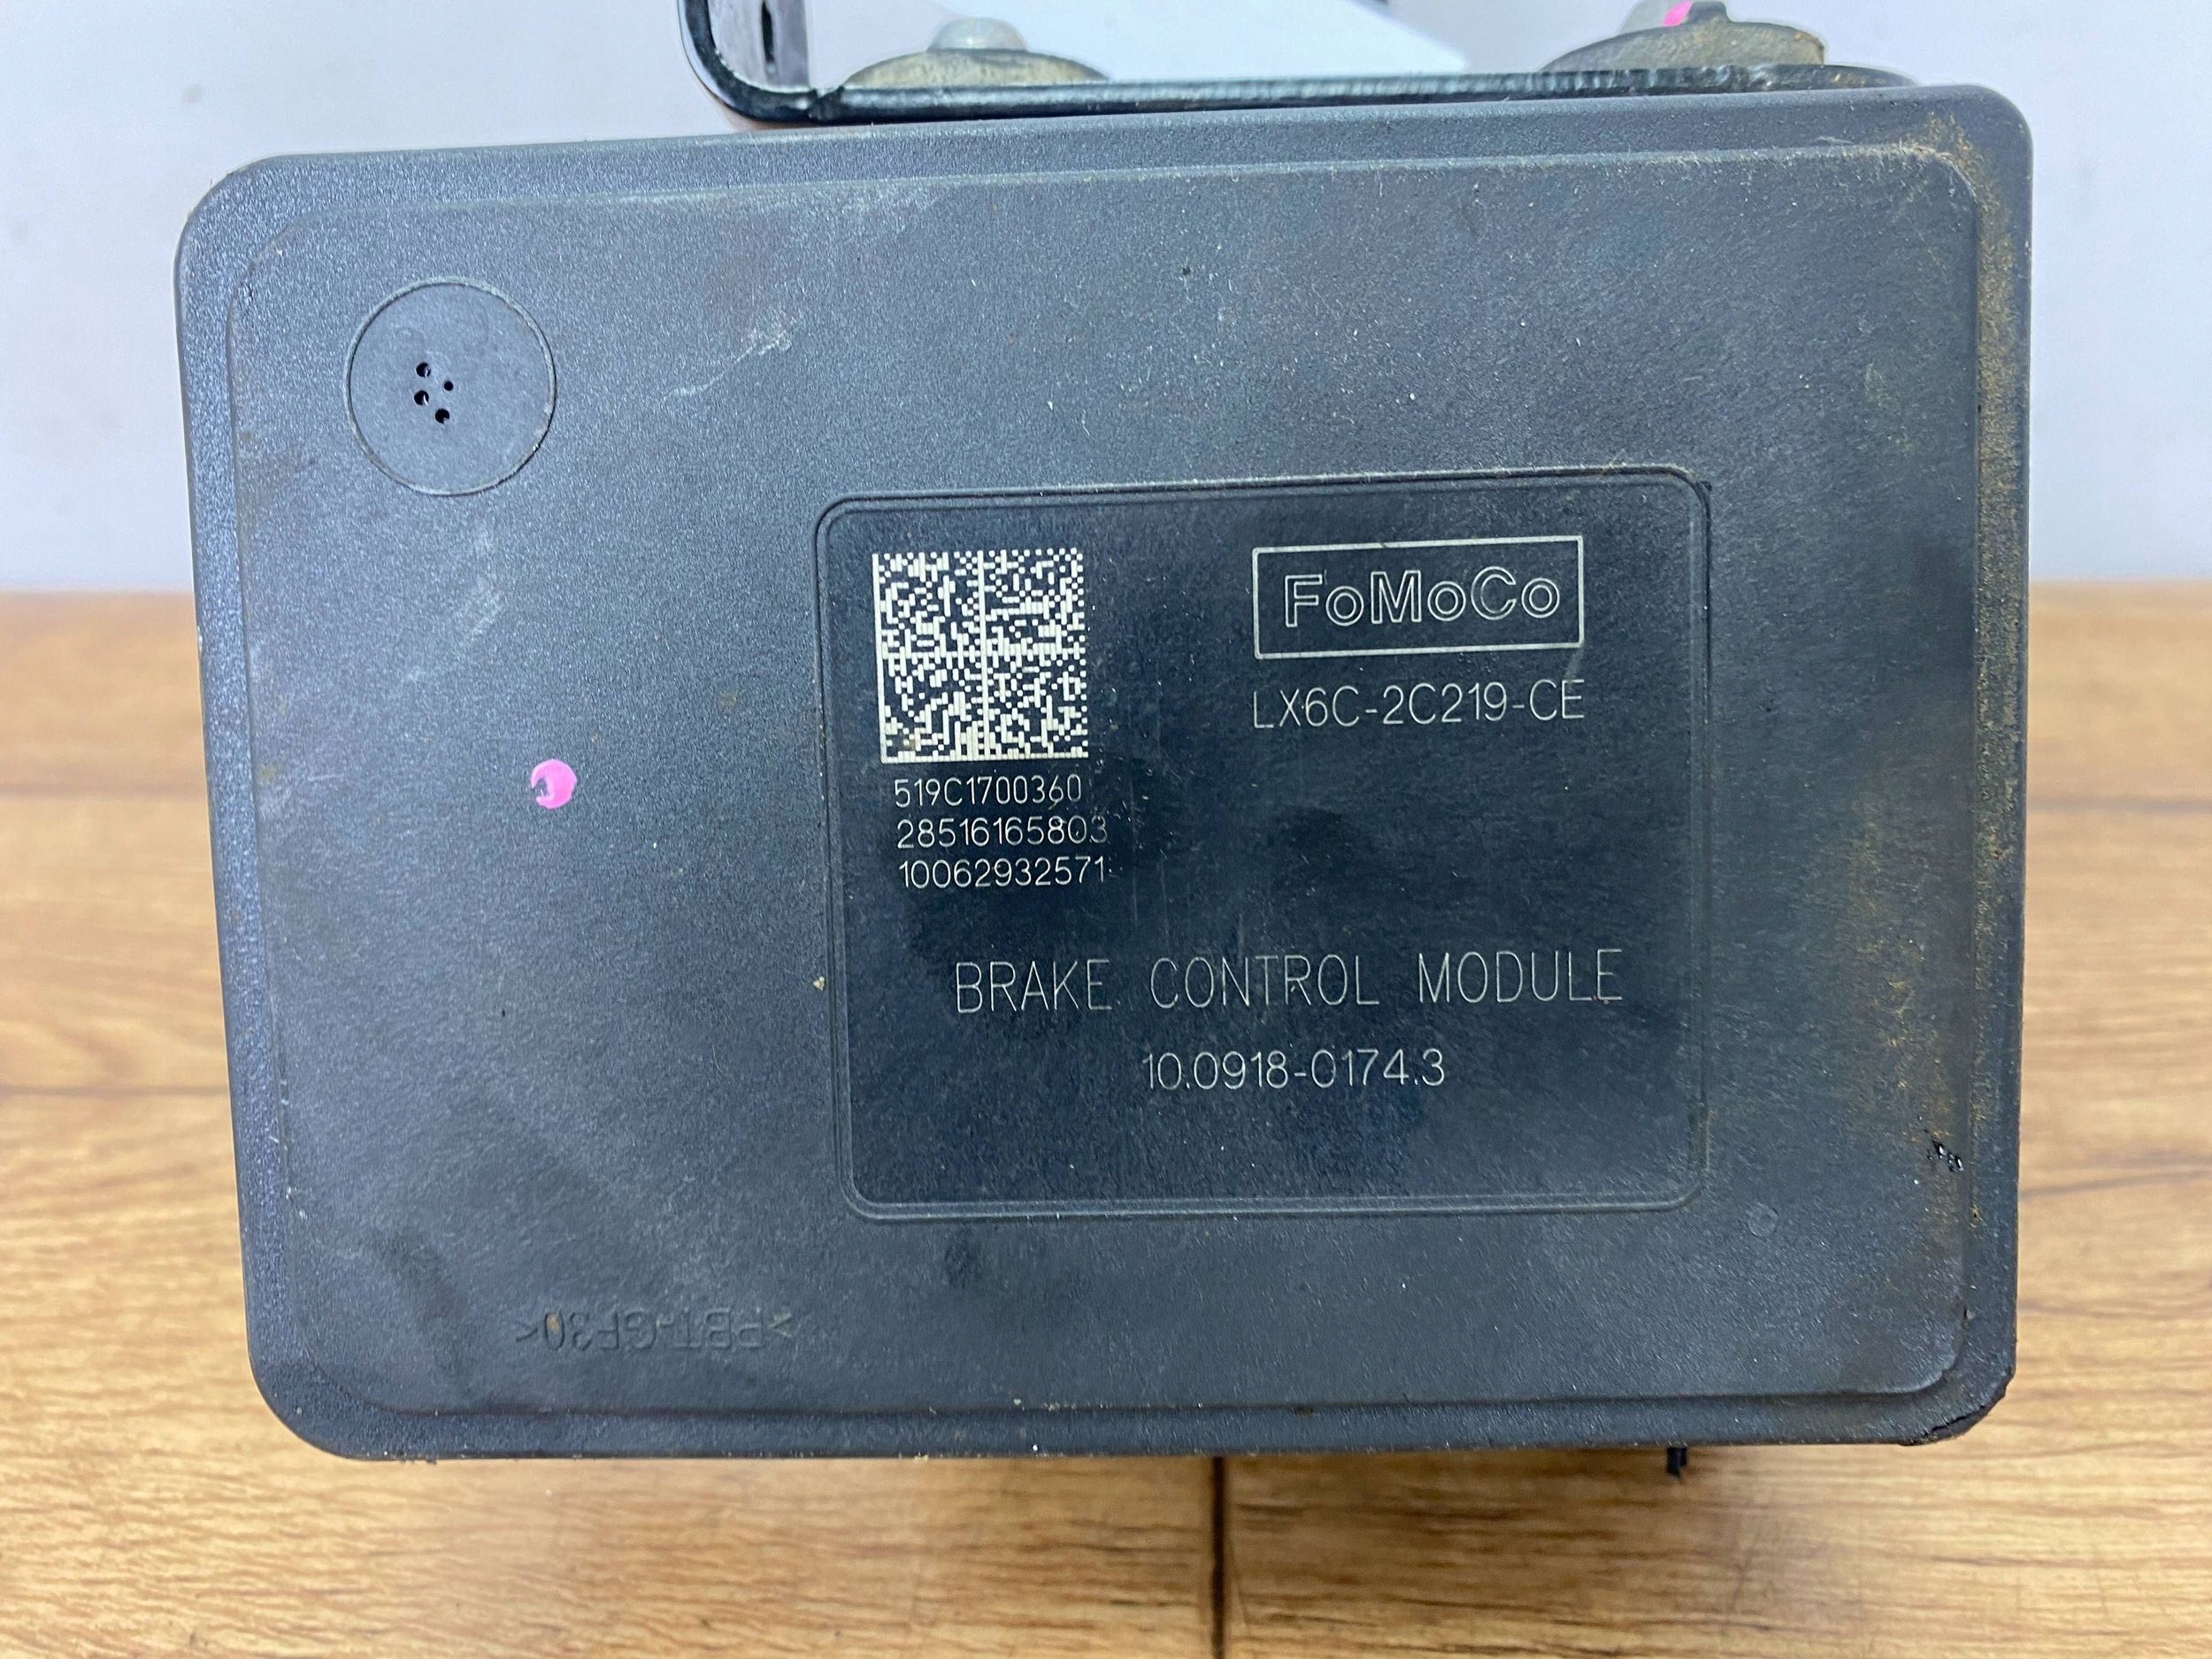 FoMoCo
LX6C-2C219-CE
519C1700360
28516165803
10062932571
BRAKE CONTROL MODULE
10.0918-0174.3
>PBT-GF30<